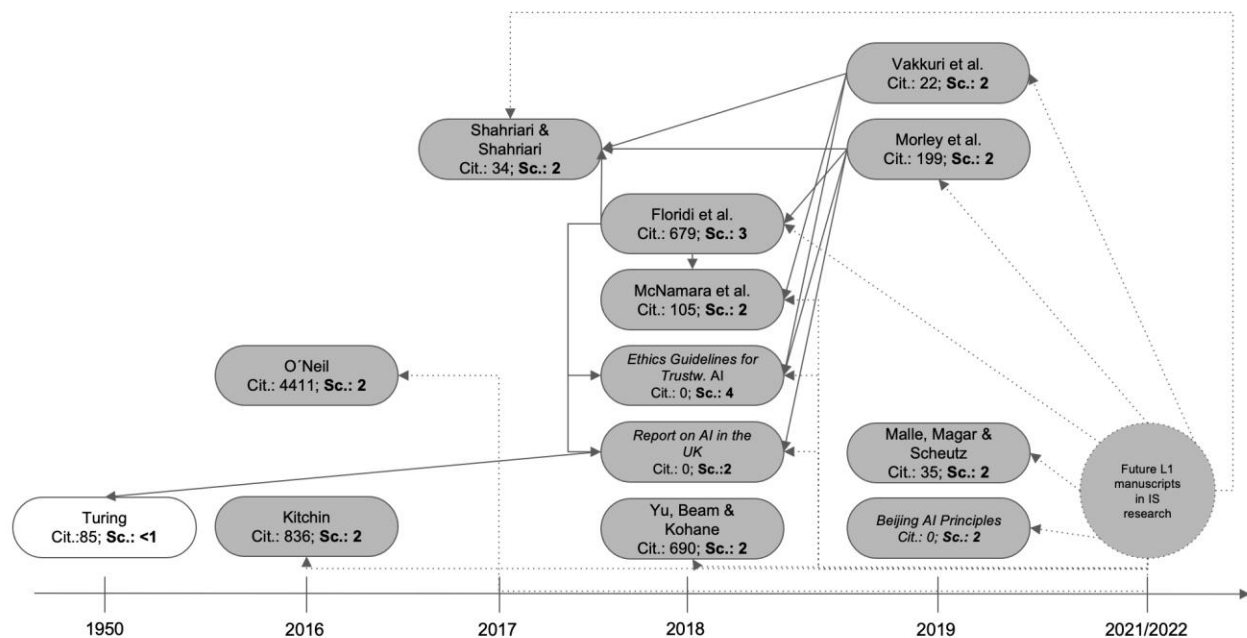 Vakkuri et al.
Cit.: 22; Sc.: 2
Shahriari &
Shahriari
Cit.: 34; Sc.: 2
Morley et al.
Cit.: 199; Sc.: 2
Floridi et al.
Cit.: 679; Sc.: 3
McNamara et al.
Cit.: 105; Sc.: 2
O´Neil
Cit.: 4411; Sc.: 2
Ethics Guidelines for
Trustw. AI
Cit.: 0; Sc.: 4
Report on AI in the
UK
Cit.: 0; Sc.:2
Malle, Magar &
Scheutz
Cit.: 35; Sc.: 2
Future L1
manuscripts
in IS
research
Turing
Cit.:85; Sc.: <1
Kitchin
Cit.: 836; Sc.: 2
Yu, Beam &
Kohane
Cit.: 690; Sc.: 2
Beijing AI Principles
Cit.: 0; Sc.: 2
1950
2016
2017
2018
2019
2021/2022